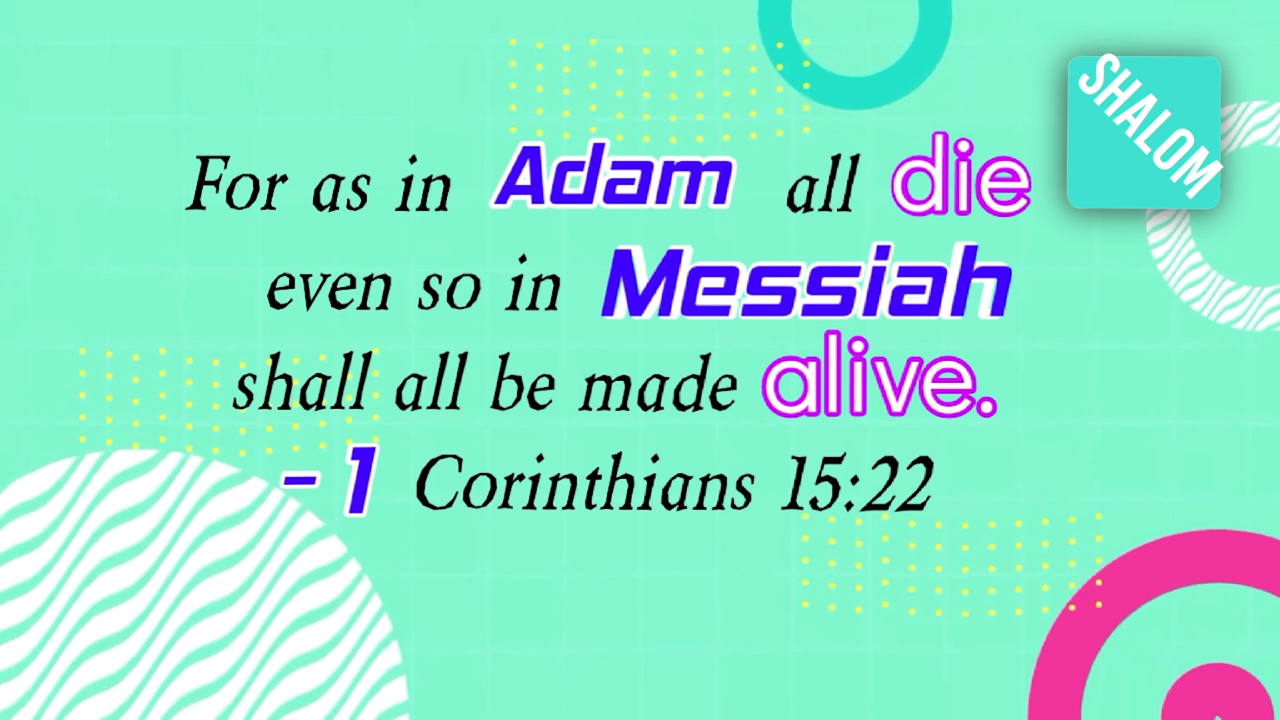 For as in Adam all die
even so in Messiah
shall all be made alive.
- 1 Corinthians 15:22
SHALOM